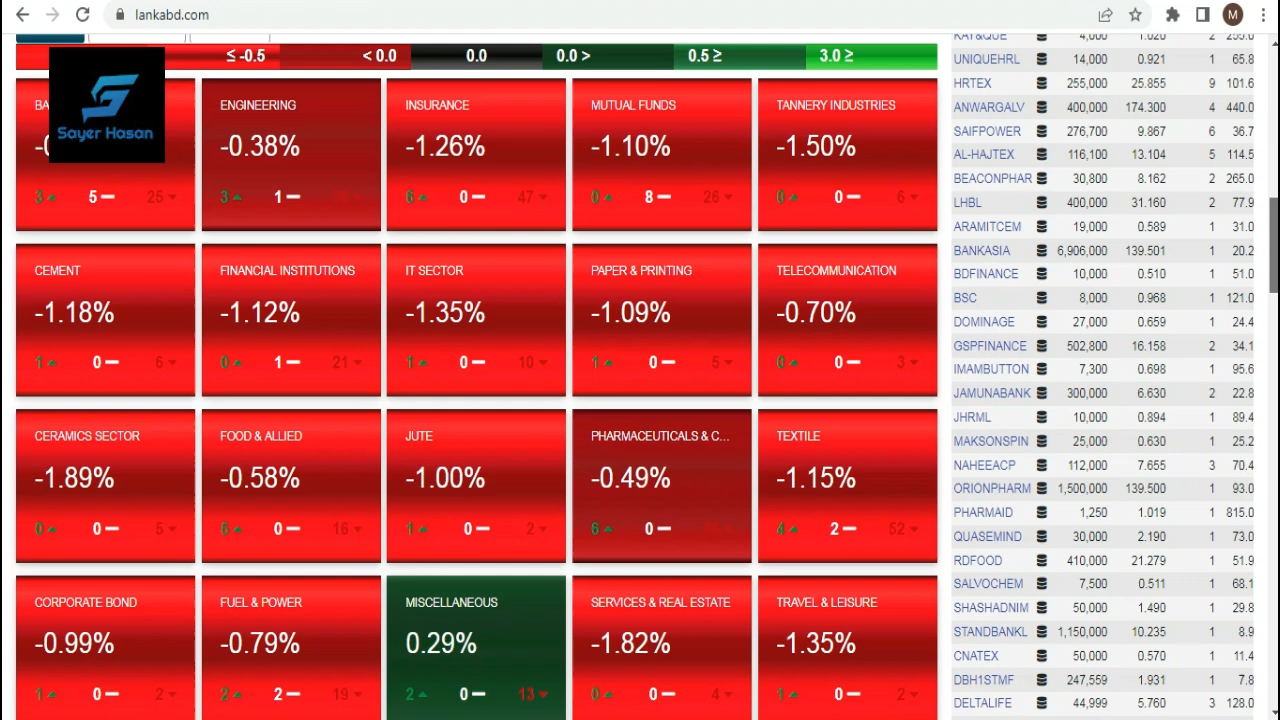 lankabd.com
M
≤ -0.5 < 0.0 0.0 0.0 > 0.5 ≥ 3.0 ≥
Sayer Hasan
BA
ENGINEERING
-0.38%
3 1
INSURANCE
-1.26%
6 0 47
MUTUAL FUNDS
-1.10%
0 8 26
TANNERY INDUSTRIES
-1.50%
0 0 6
3 5 25
CEMENT
-1.18%
1 0 6
FINANCIAL INSTITUTIONS
-1.12%
0 1 21
IT SECTOR
-1.35%
1 0 10
PAPER & PRINTING
-1.09%
1 0 5
TELECOMMUNICATION
-0.70%
0 0 3
CERAMICS SECTOR
-1.89%
0 0 5
FOOD & ALLIED
-0.58%
5 0 16
JUTE
-1.00%
1 0 2
PHARMACEUTICALS & C...
-0.49%
6 0
TEXTILE
-1.15%
4 2 52
CORPORATE BOND
-0.99%
1 0 2
FUEL & POWER
-0.79%
2 2 19
MISCELLANEOUS
0.29%
2 0 13
SERVICES & REAL ESTATE
-1.82%
0 0 4
TRAVEL & LEISURE
-1.35%
1 0 2
KAY&QUE 4,000 1.020 2 255.0
UNIQUEHRL 14,000 0.921 1 65.8
HRTEX 250,000 25.855 9 101.6
ANWARGALV 400,000 174.300 4 440.0
SAIFPOWER 270,700 9.867 6 36.7
AL-HAJTEX 116,100 13.104 5 114.5
BEACONPHAR 30,800 8.162 2 265.0
LHBL 400,000 31.160 2 77.9
ARAMITCEM 19,000 0.589 1 31.0
BANKASIA 139.501 1 20.2
BDFINANCE 10,000 0.510 1 51.0
BSC 8,000 0.968 1 121.0
DOMINAGE 27,000 0.659 1 24.4
GSPFINANCE 502,800 16.158 2 34.1
IMAMBUTTON 7,300 0.698 1 95.6
JAMUNABANK 300,000 6.630 2 22.8
JHRML 10,000 0.894 1 89.4
MAKSONSPIN 25,000 0.630 1 25.2
NAHEEACP 112,000 7.655 3 70.4
ORIONPHARM 1,500,000 139.500 1 93.0
PHARMAID 1,250 1.019 1 815.0
QUASEMIND 30,000 2.190 1 73.0
RDFOOD 410,000 21.279 1 51.9
SALVOCHEM 7,500 0.511 1 68.1
SHASHADNIM 50,000 1.490 1 29.8
STANDBANKL 1,150,000 10.235 1 8.9
CNATEX 50,000 5.770 1 11.4
DBH1STMF 247,559 1.931 1 7.8
DELTALIFE 44,999 5.760 3 128.0